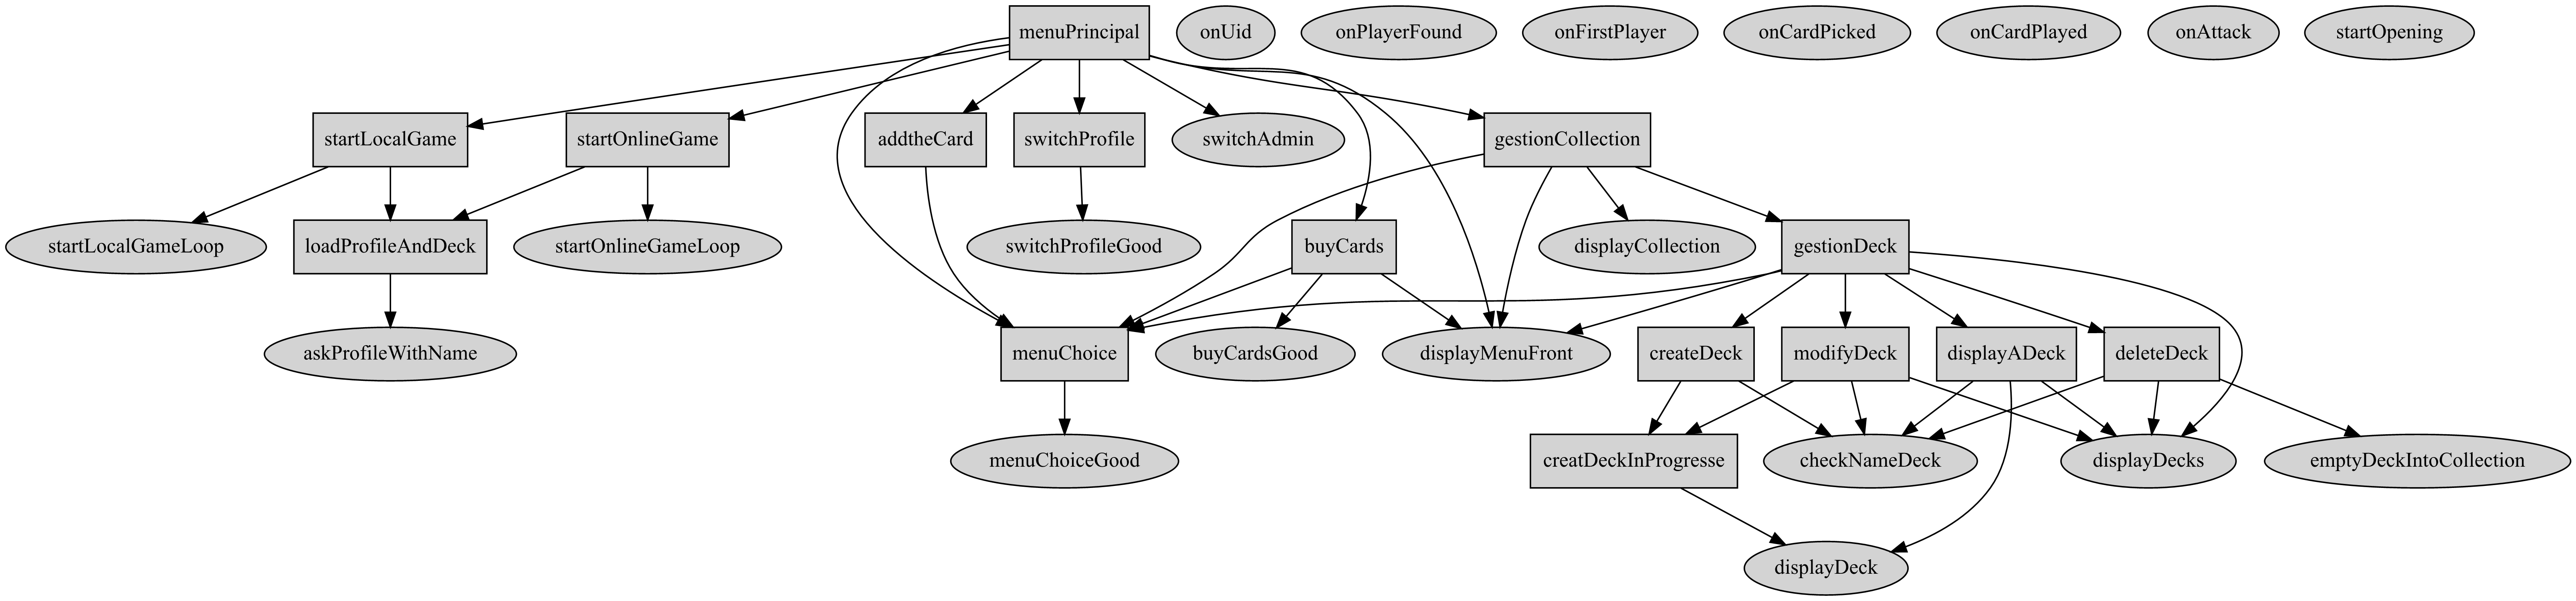 menuPrincipal
onUid
onPlayerFound
onFirstPlayer
onCardPicked
onCardPlayed
onAttack
startOpening
startLocalGame
startOnlineGame
addtheCard
switchProfile
switchAdmin
gestionCollection
startLocalGameLoop
loadProfileAndDeck
startOnlineGameLoop
switchProfileGood
buyCards
displayCollection
gestionDeck
askProfileWithName
menuChoice
buyCardsGood
displayMenuFront
createDeck
modifyDeck
displayADeck
deleteDeck
menuChoiceGood
creatDeckInProgresse
checkNameDeck
displayDecks
emptyDeckIntoCollection
displayDeck